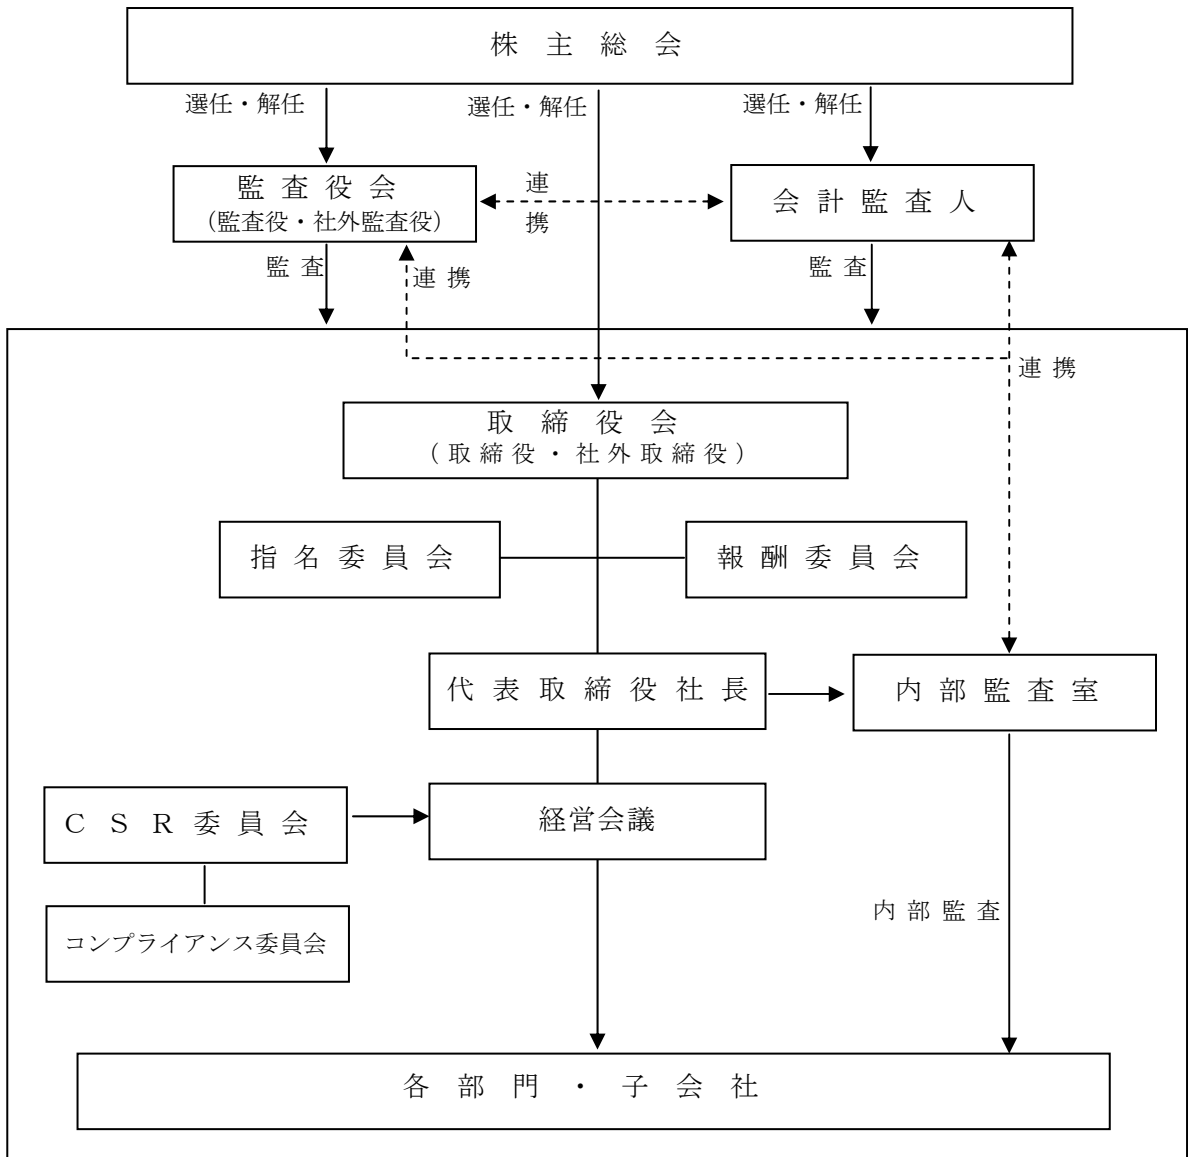 株主総会
選任・解任
選任・解任
選任・解任
監査役会
（監査役・社外監査役）
連
携
会計監査人
監査
連携
監査
連携
取締役会
（取締役・社外取締役）
指名委員会
報酬委員会
代表取締役社長
内部監査室
ＣＳＲ委員会
経営会議
コンプライアンス委員会
内部監査
各部門・子会社